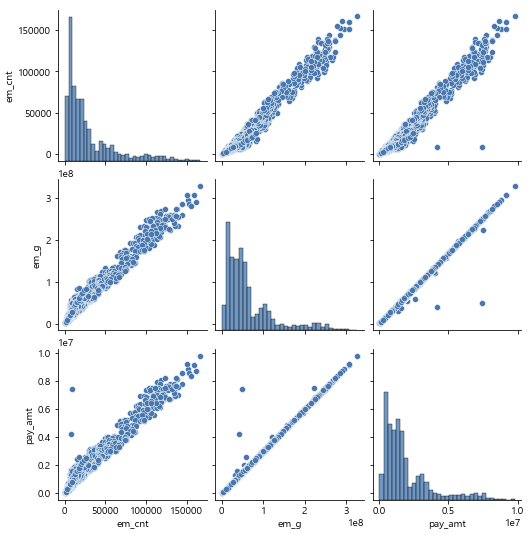 150000
100000
50000
0
em_cnt
1e8
3
2
1
0
em_g
1e7
1.0
0.8
0.6
0.4
0.2
0.0
pay_amt
0 50000 100000 150000
em_cnt
0 1 2 3
1e8
em_g
0.0 0.5 1.0
1e7
pay_amt